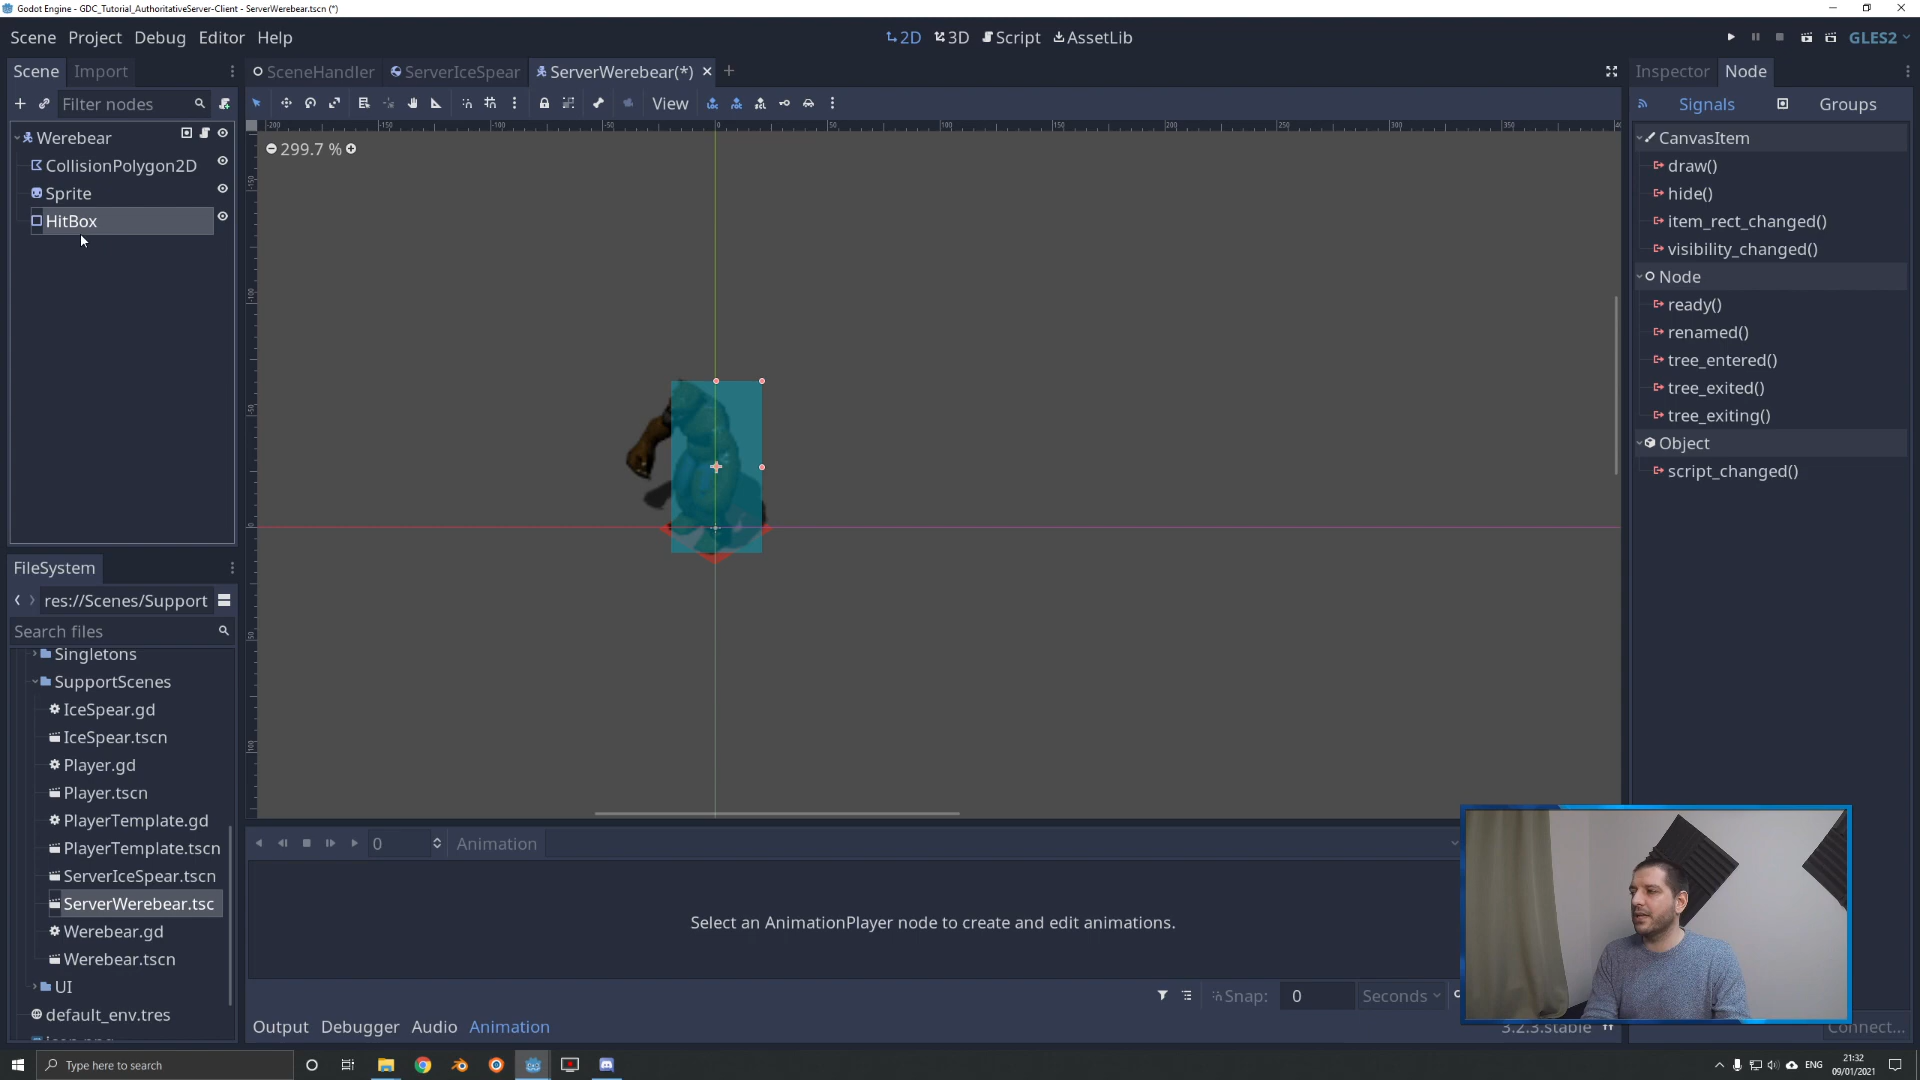 Godot Engine - GDC_Tutorial_AuthoritativeServer-Client - ServerWerebear.tscn (*)
Scene Project Debug Editor Help
2D 3D Script AssetLib
GLES2
Scene Import
SceneHandler ServerIceSpear ServerWerebear(*)
Inspector Node
Filter nodes
View
Signals Groups
Werebear
CollisionPolygon2D
Sprite
HitBox
299.7 %
CanvasItem
draw()
hide()
item_rect_changed()
visibility_changed()
Node
ready()
renamed()
tree_entered()
tree_exited()
tree_exiting()
Object
script_changed()
FileSystem
res://Scenes/Support
Search files
Singletons
SupportScenes
IceSpear.gd
IceSpear.tscn
Player.gd
Player.tscn
PlayerTemplate.gd
PlayerTemplate.tscn
ServerIceSpear.tscn
ServerWerebear.tsc
Werebear.gd
Werebear.tscn
UI
default_env.tres
0 Animation
Select an AnimationPlayer node to create and edit animations.
Snap: 0 Seconds
Output Debugger Audio Animation
3.2.3.stable
Connect...
Type here to search
ENG
21:32
09/01/2021